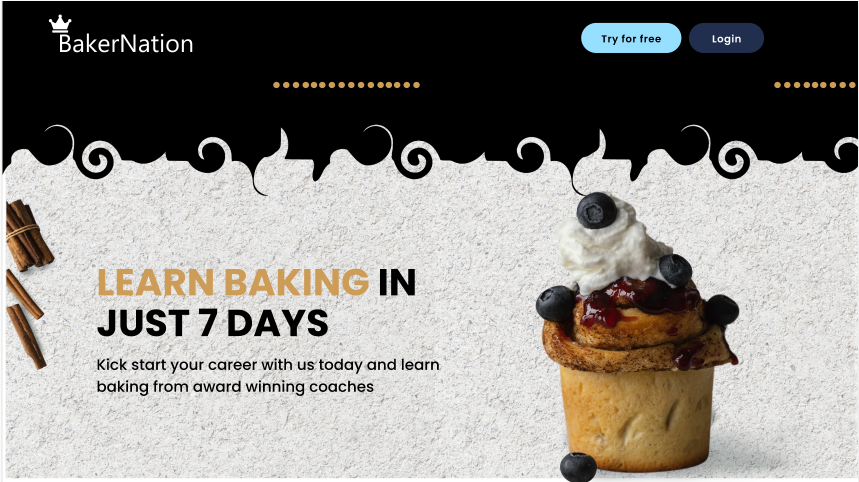 BakerNation
Try for free
Login
LEARN BAKING IN
JUST 7 DAYS
Kick start your career with us today and learn
baking from award winning coaches